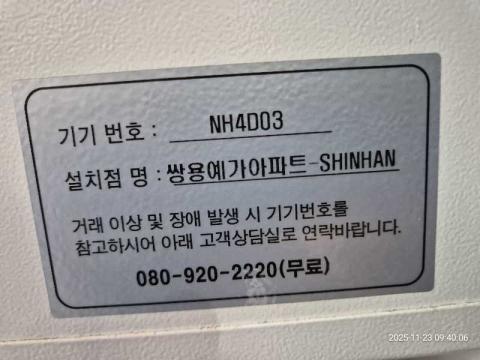 기기 번호 : NH4D03
설치점 명 : 쌍용예가아파트-SHINHAN
거래 이상 및 장애 발생 시 기기번호를
참고하시어 아래 고객상담실로 연락바랍니다.
080-920-2220(무료)
2025-11-23 09:40:06